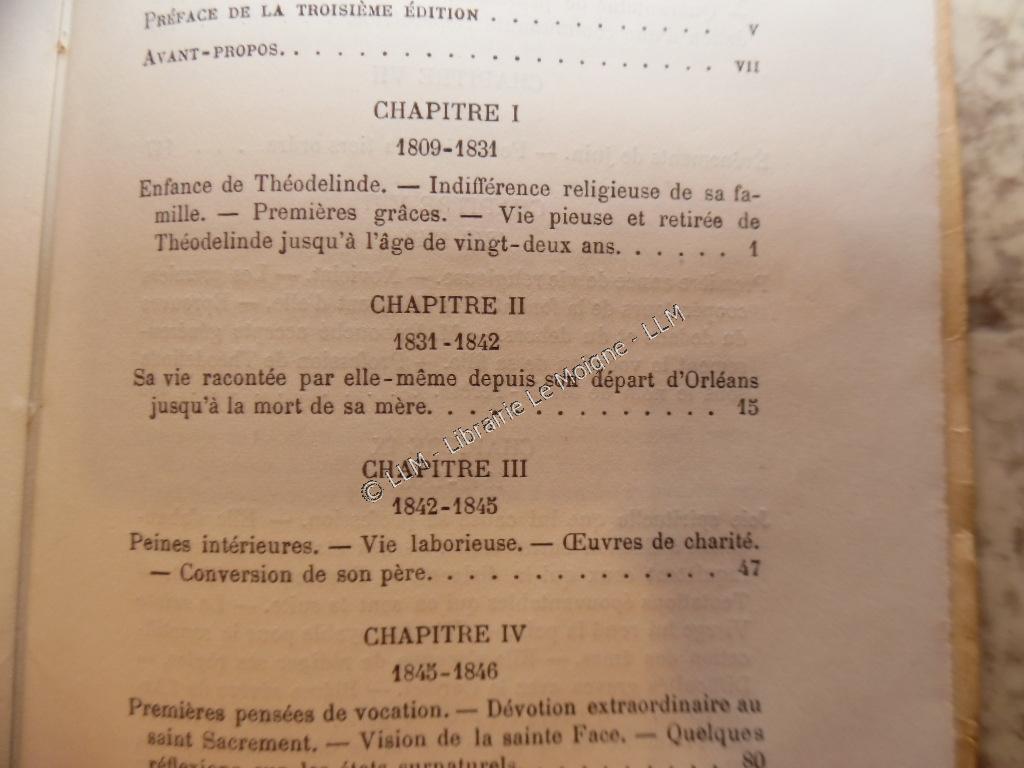 PRÉFACE DE LA TROISIÈME ÉDITION . . . . . . . . . . . V
AVANT-PROPOS. . . . . . . . . . . . . . . . . . . . VII
CHAPITRE I
1809-1831
Enfance de Théodelinde. — Indifférence religieuse de sa fa-
mille. — Premières grâces. — Vie pieuse et retirée de
Théodelinde jusqu'à l'âge de vingt-deux ans. . . . . . 1
CHAPITRE II
1831-1842
Sa vie racontée par elle-même depuis son départ d'Orléans
jusqu'à la mort de sa mère. . . . . . . . . . . . . . 15
CHAPITRE III
1842-1845
Peines intérieures. — Vie laborieuse. — Œuvres de charité.
— Conversion de son père. . . . . . . . . . . . . . 47
CHAPITRE IV
1845-1846
Premières pensées de vocation. — Dévotion extraordinaire au
saint Sacrement. — Vision de la sainte Face. — Quelques
réflexions sur les états surnaturels. . . . . . . . . 80
© LLM - Librairie Le Moigne - LLM